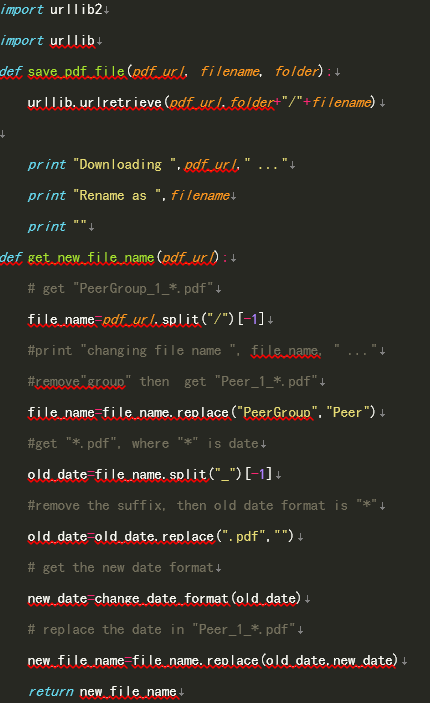 import urllib2↓
import urllib↓
def save_pdf_file(pdf_url, filename, folder):↓
urllib.urlretrieve(pdf_url,folder+"/"+filename)↓
↓
print "Downloading ",pdf_url," ..."↓
print "Rename as ",filename↓
print ""↓
def get_new_file_name(pdf_url):↓
# get "PeerGroup_1_*.pdf"↓
file_name=pdf_url.split("/")[-1]↓
#print "changing file name ", file_name, " ..."↓
#remove"group" then  get "Peer_1_*.pdf"↓
file_name=file_name.replace("PeerGroup","Peer")↓
#get "*.pdf", where "*" is date↓
old_date=file_name.split("_")[-1]↓
#remove the suffix, then old date format is "*"↓
old_date=old_date.replace(".pdf","")↓
# get the new date format↓
new_date=change_date_format(old_date)↓
# replace the date in "Peer_1_*.pdf"↓
new_file_name=file_name.replace(old_date,new_date)↓
return new_file_name↓